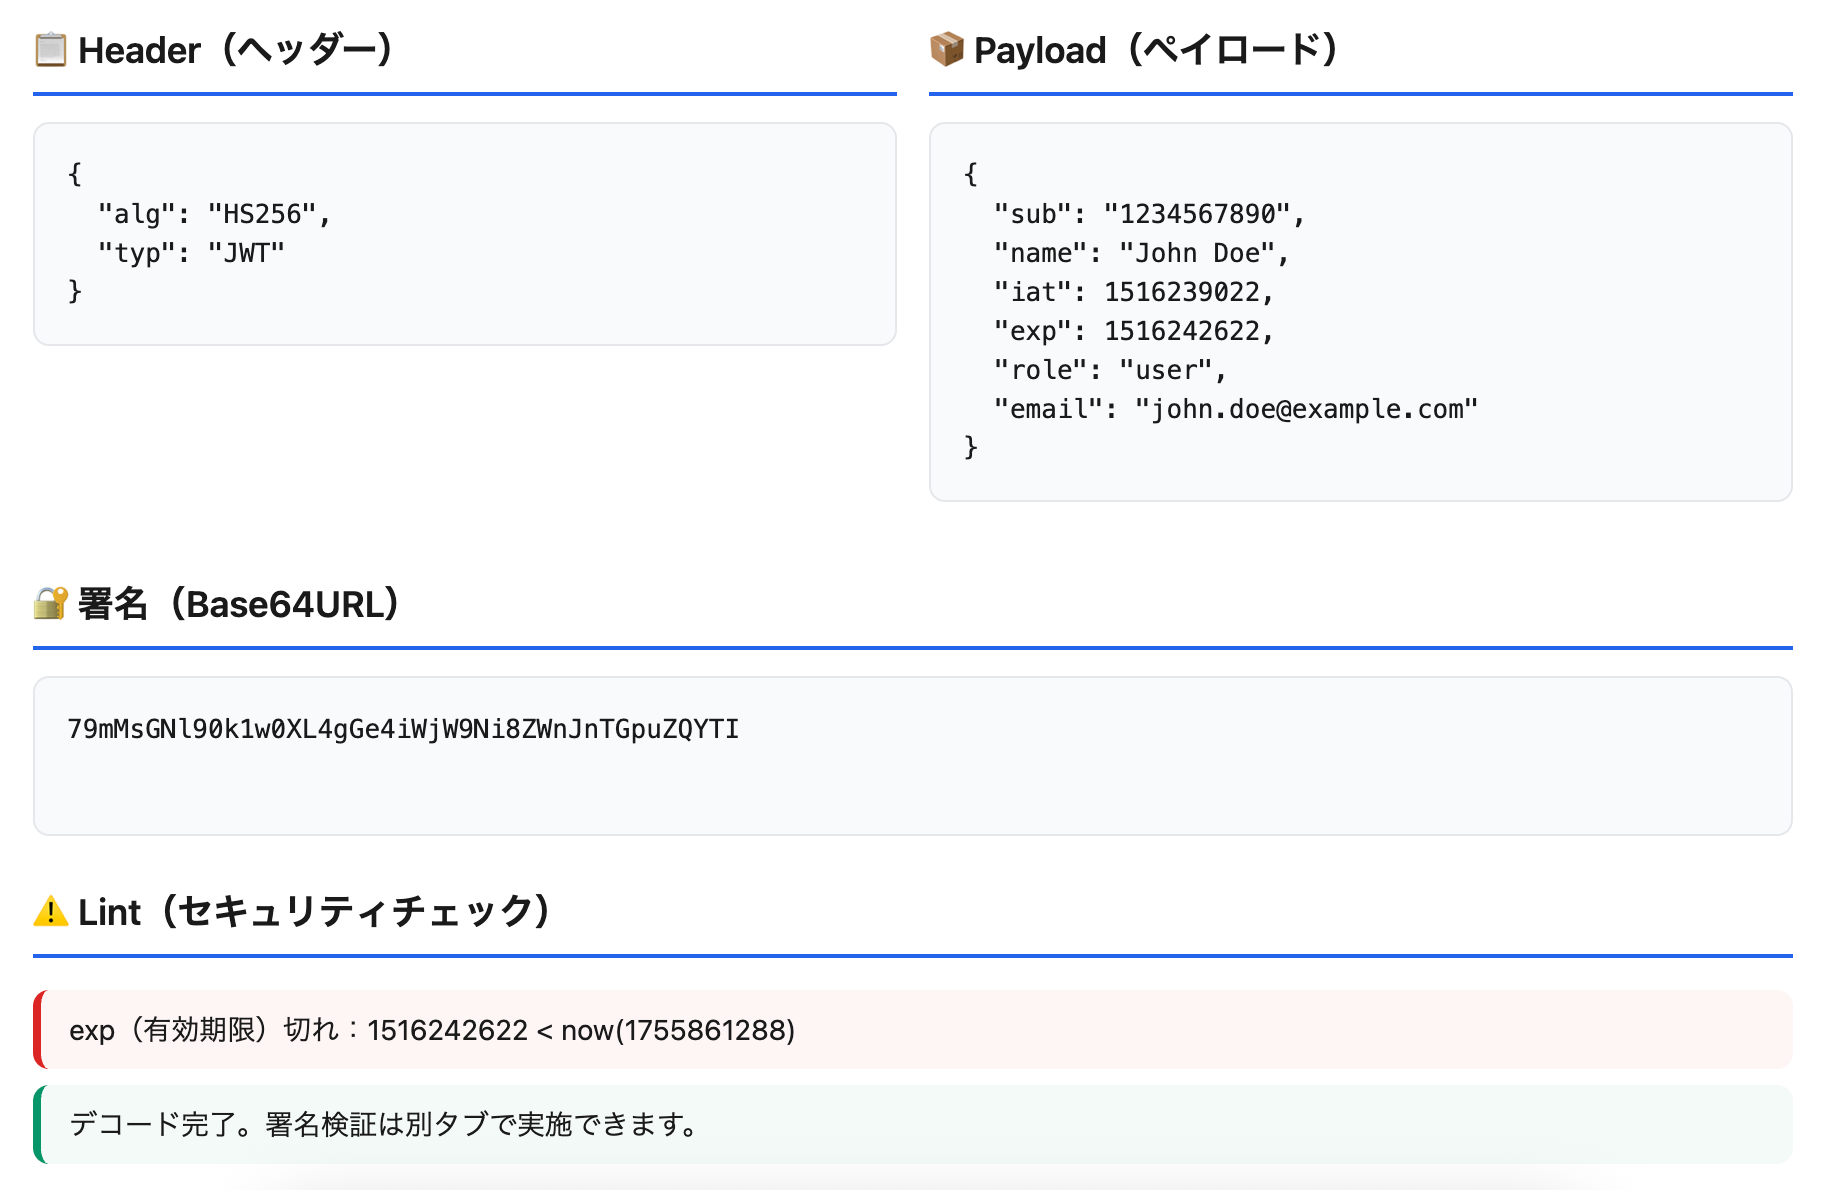 📋 Header（ヘッダー）
{
  "alg": "HS256",
  "typ": "JWT"
}
📦 Payload（ペイロード）
{
  "sub": "1234567890",
  "name": "John Doe",
  "iat": 1516239022,
  "exp": 1516242622,
  "role": "user",
  "email": "john.doe@example.com"
}
🔐 署名（Base64URL）
79mMsGNl90k1w0XL4gGe4iWjW9Ni8ZWnJnTGpuZQYTI
⚠️ Lint（セキュリティチェック）
exp（有効期限）切れ：1516242622 < now(1755861288)
デコード完了。署名検証は別タブで実施できます。